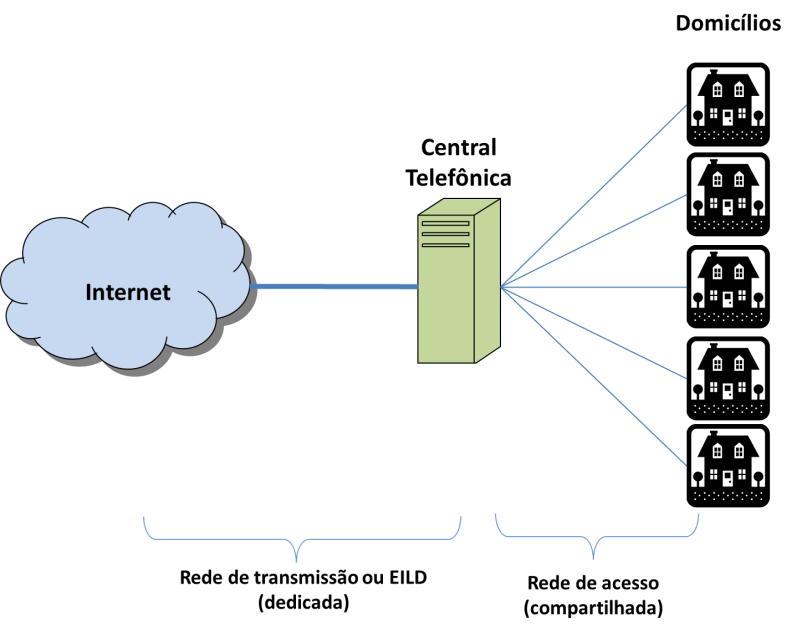 Domicílios
Central
Telefônica
Internet
Rede de transmissão ou EILD
(dedicada)
Rede de acesso
(compartilhada)